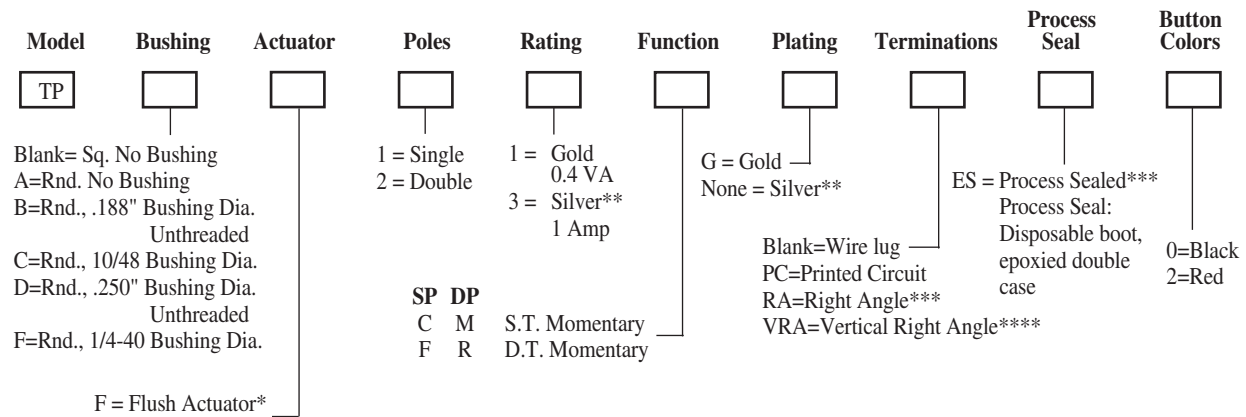 Model Bushing Actuator Poles Rating Function Plating Terminations Process Seal Button Colors
TP
Blank= Sq. No Bushing
A=Rnd. No Bushing
B=Rnd., .188" Bushing Dia.
Unthreaded
C=Rnd., 10/48 Bushing Dia.
D=Rnd., .250" Bushing Dia.
Unthreaded
F=Rnd., 1/4-40 Bushing Dia.
F = Flush Actuator*
1 = Single
2 = Double
1 = Gold
0.4 VA
3 = Silver**
1 Amp
SP DP
C M S.T. Momentary
F R D.T. Momentary
G = Gold
None = Silver**
Blank=Wire lug
PC=Printed Circuit
RA=Right Angle***
VRA=Vertical Right Angle****
ES = Process Sealed***
Process Seal:
Disposable boot,
epoxied double
case
0=Black
2=Red